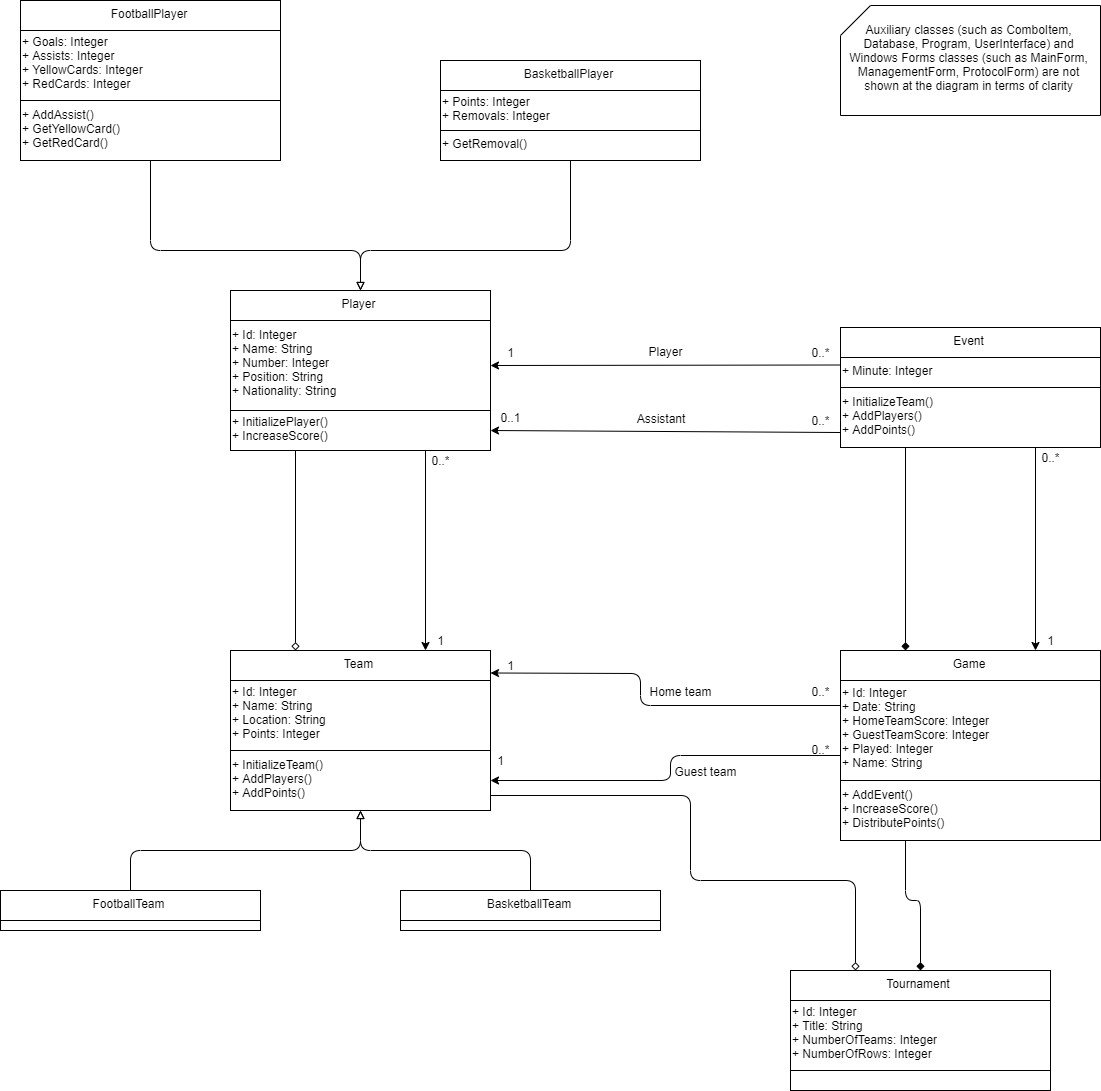 FootballPlayer
+ Goals: Integer
+ Assists: Integer
+ YellowCards: Integer
+ RedCards: Integer
+ AddAssist()
+ GetYellowCard()
+ GetRedCard()
BasketballPlayer
+ Points: Integer
+ Removals: Integer
+ GetRemoval()
Auxiliary classes (such as ComboItem,
Database, Program, UserInterface) and
Windows Forms classes (such as MainForm,
ManagementForm, ProtocolForm) are not
shown at the diagram in terms of clarity
Player
+ Id: Integer
+ Name: String
+ Number: Integer
+ Position: String
+ Nationality: String
+ InitializePlayer()
+ IncreaseScore()
1
Player
0..*
0..1
Assistant
0..*
Event
+ Minute: Integer
+ InitializeTeam()
+ AddPlayers()
+ AddPoints()
0..*
0..*
1
1
Team
+ Id: Integer
+ Name: String
+ Location: String
+ Points: Integer
+ InitializeTeam()
+ AddPlayers()
+ AddPoints()
1
Home team
0..*
1
Guest team
0..*
Game
+ Id: Integer
+ Date: String
+ HomeTeamScore: Integer
+ GuestTeamScore: Integer
+ Played: Integer
+ Name: String
+ AddEvent()
+ IncreaseScore()
+ DistributePoints()
FootballTeam
BasketballTeam
Tournament
+ Id: Integer
+ Title: String
+ NumberOfTeams: Integer
+ NumberOfRows: Integer